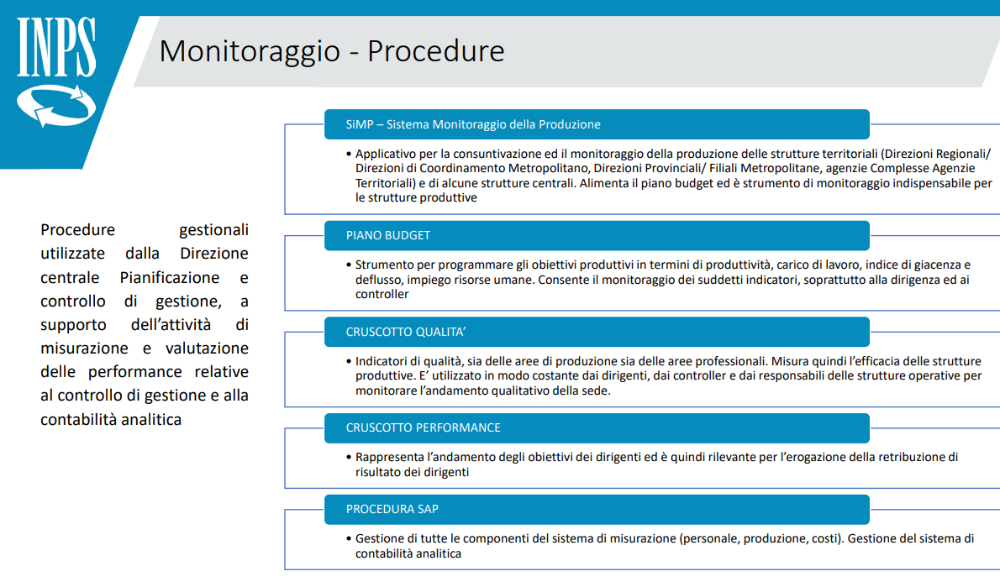 INPS
Monitoraggio - Procedure
Procedure gestionali
utilizzate dalla Direzione
centrale Pianificazione e
controllo di gestione, a
supporto dell’attività di
misurazione e valutazione
delle performance relative
al controllo di gestione e alla
contabilità analitica
SiMP – Sistema Monitoraggio della Produzione
• Applicativo per la consuntivazione ed il monitoraggio della produzione delle strutture territoriali (Direzioni Regionali/
Direzioni di Coordinamento Metropolitano, Direzioni Provinciali/ Filiali Metropolitane, agenzie Complesse Agenzie
Territoriali) e di alcune strutture centrali. Alimenta il piano budget ed è strumento di monitoraggio indispensabile per
le strutture produttive
PIANO BUDGET
• Strumento per programmare gli obiettivi produttivi in termini di produttività, carico di lavoro, indice di giacenza e
deflusso, impiego risorse umane. Consente il monitoraggio dei suddetti indicatori, soprattutto alla dirigenza ed ai
controller
CRUSCOTTO QUALITA’
• Indicatori di qualità, sia delle aree di produzione sia delle aree professionali. Misura quindi l’efficacia delle strutture
produttive. E’ utilizzato in modo costante dai dirigenti, dai controller e dai responsabili delle strutture operative per
monitorare l’andamento qualitativo della sede.
CRUSCOTTO PERFORMANCE
• Rappresenta l’andamento degli obiettivi dei dirigenti ed è quindi rilevante per l’erogazione della retribuzione di
risultato dei dirigenti
PROCEDURA SAP
• Gestione di tutte le componenti del sistema di misurazione (personale, produzione, costi). Gestione del sistema di
contabilità analitica